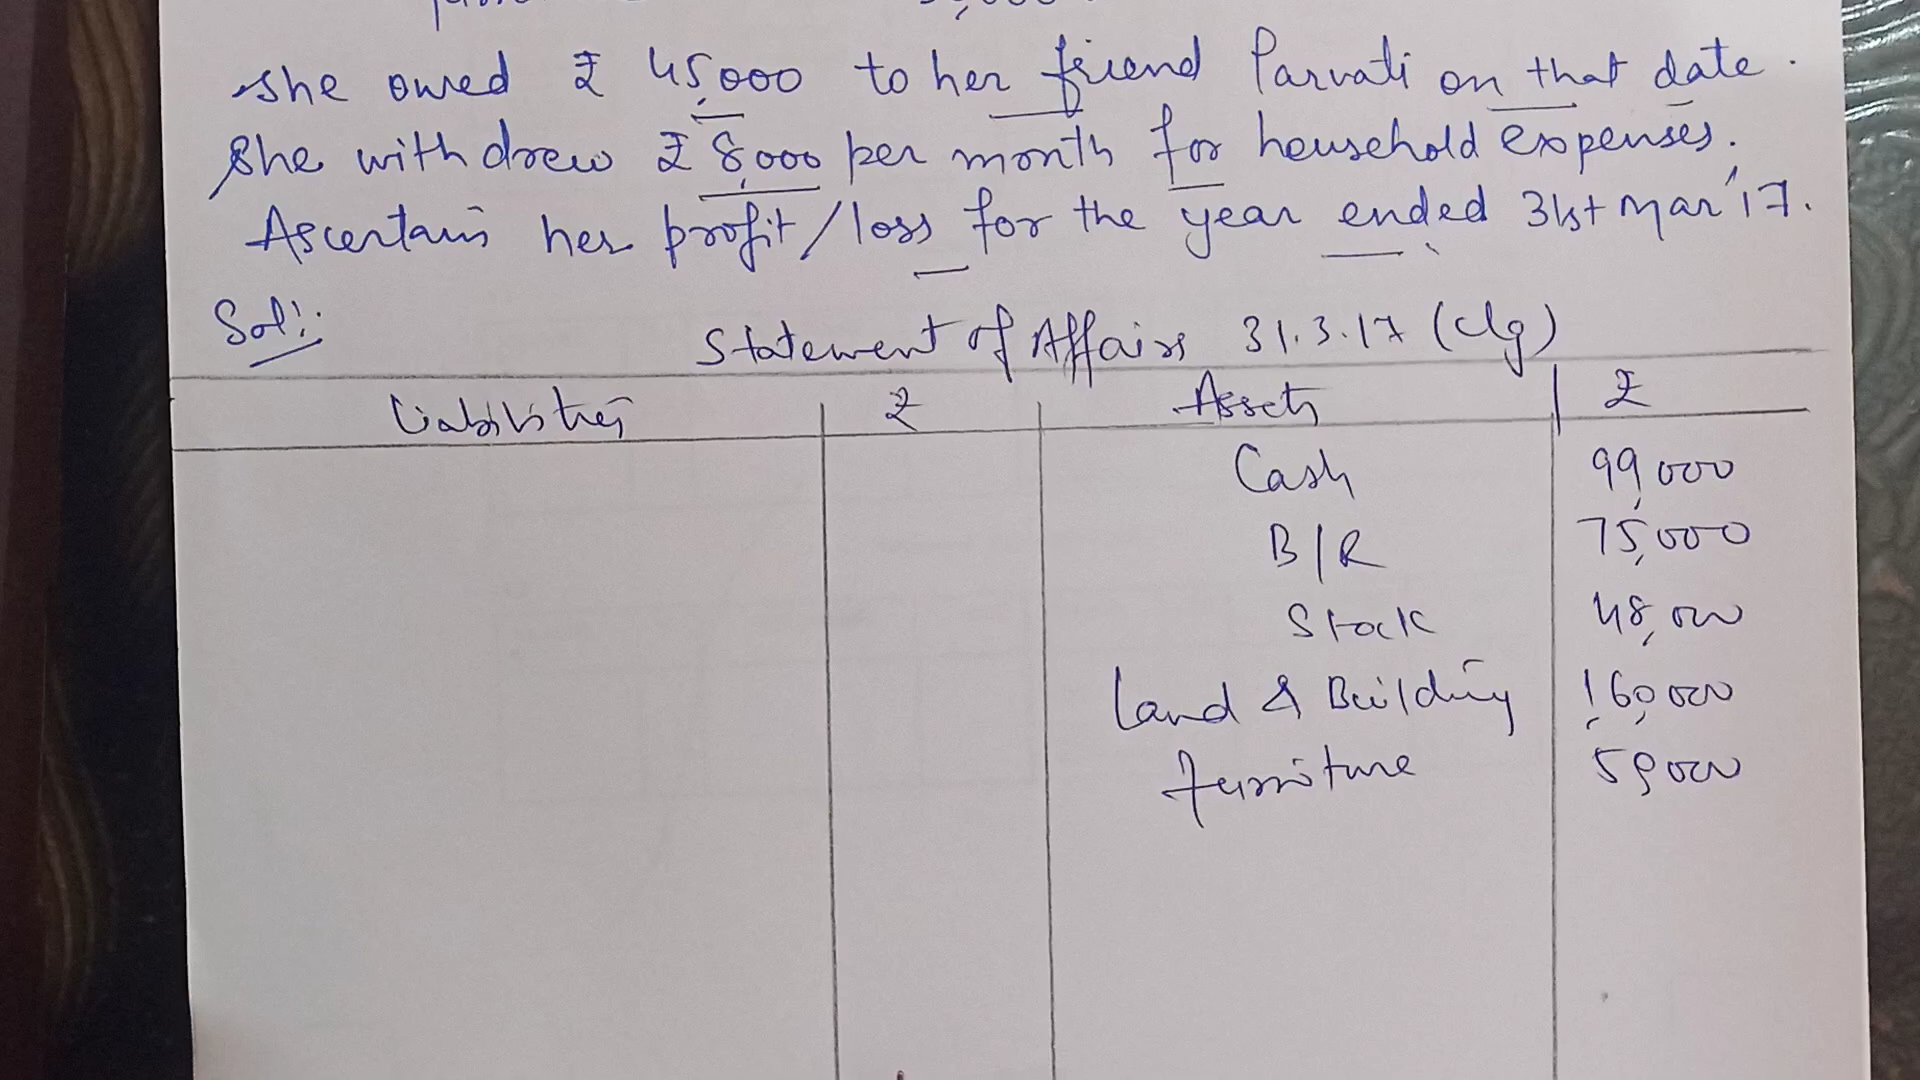 she owed ₹ 45,000 to her friend Parvati on that date.
She withdrew ₹ 8,000 per month for household expenses.
Ascertain her profit/loss for the year ended 31st Mar'17.
Sol:
Statement of Affairs 31.3.17 (Clg)
Liabilities ₹ Assets ₹
Cash 99,000
B/R 75,000
Stock 48,000
Land & Building 1,60,000
furniture